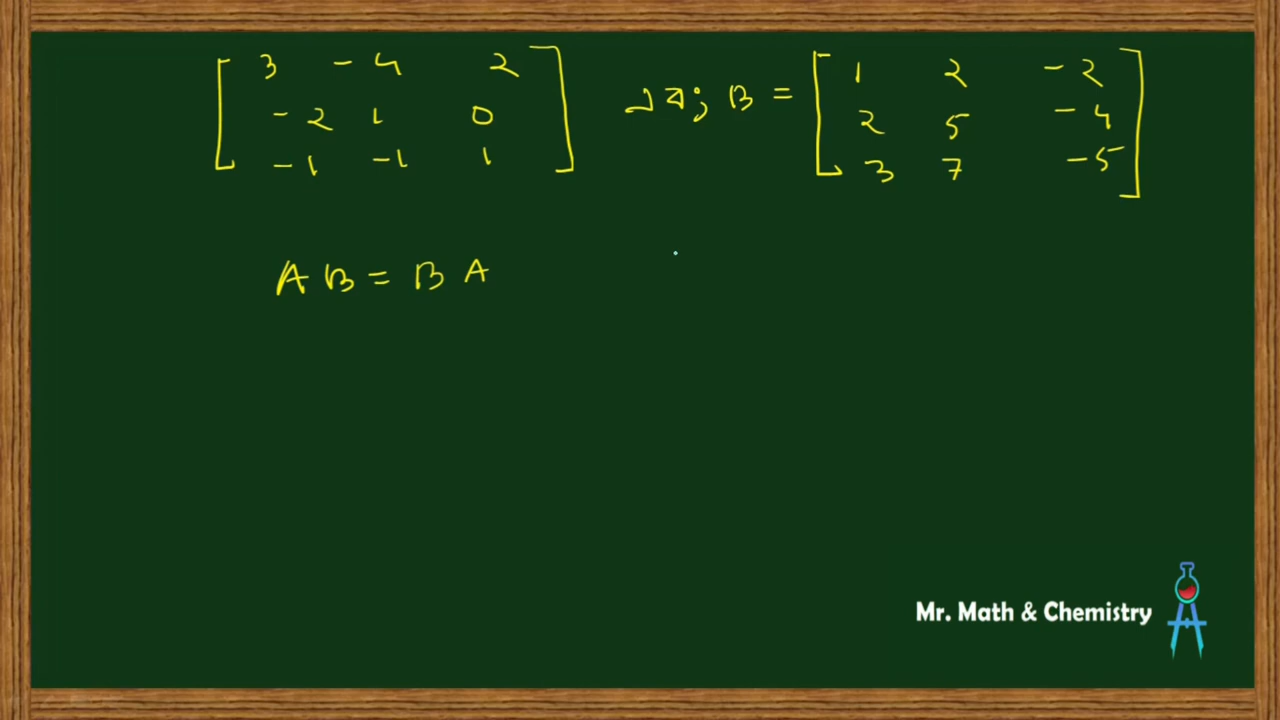 [ 3 -4 2 হয়; B = [ 1 2 -2
-2 1 0 2 5 -4
-1 -1 1 ] 3 7 -5 ]
AB = BA
Mr. Math & Chemistry